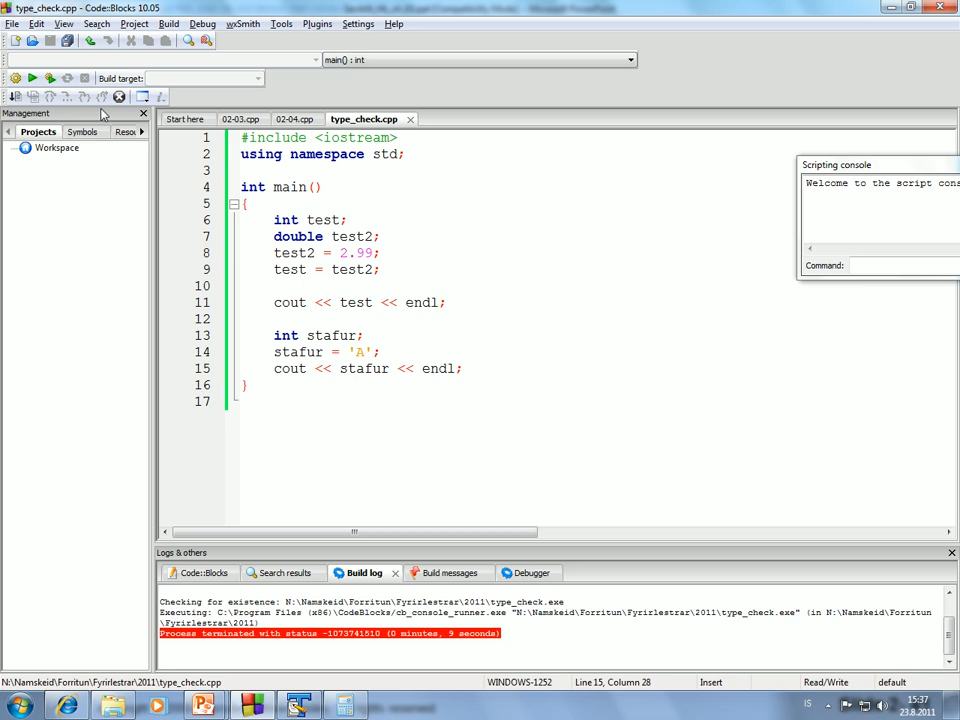 type_check.cpp - Code::Blocks 10.05
File Edit View Search Project Build Debug wxSmith Tools Plugins Settings Help
main() : int
Build target:
Management
Projects Symbols Resou
Workspace
Start here 02-03.cpp 02-04.cpp type_check.cpp
1 #include <iostream>
2 using namespace std;
3
4 int main()
5 {
6 int test;
7 double test2;
8 test2 = 2.99;
9 test = test2;
10
11 cout << test << endl;
12
13 int stafur;
14 stafur = 'A';
15 cout << stafur << endl;
16 }
17
Scripting console
Welcome to the script cons
Command:
Logs & others
Code::Blocks Search results Build log Build messages Debugger
Checking for existence: N:\Namskeid\Forritun\Fyrirlestrar\2011\type_check.exe
Executing: C:\Program Files (x86)\CodeBlocks/cb_console_runner.exe "N:\Namskeid\Forritun\Fyrirlestrar\2011\type_check.exe" (in N:\Namskeid\Forritun
\Fyrirlestrar\2011)
Process terminated with status -1073741510 (0 minutes, 9 seconds)
N:\Namskeid\Forritun\Fyrirlestrar\2011\type_check.cpp WINDOWS-1252 Line 15, Column 28 Insert Read/Write default
IS 15:37
23.8.2011